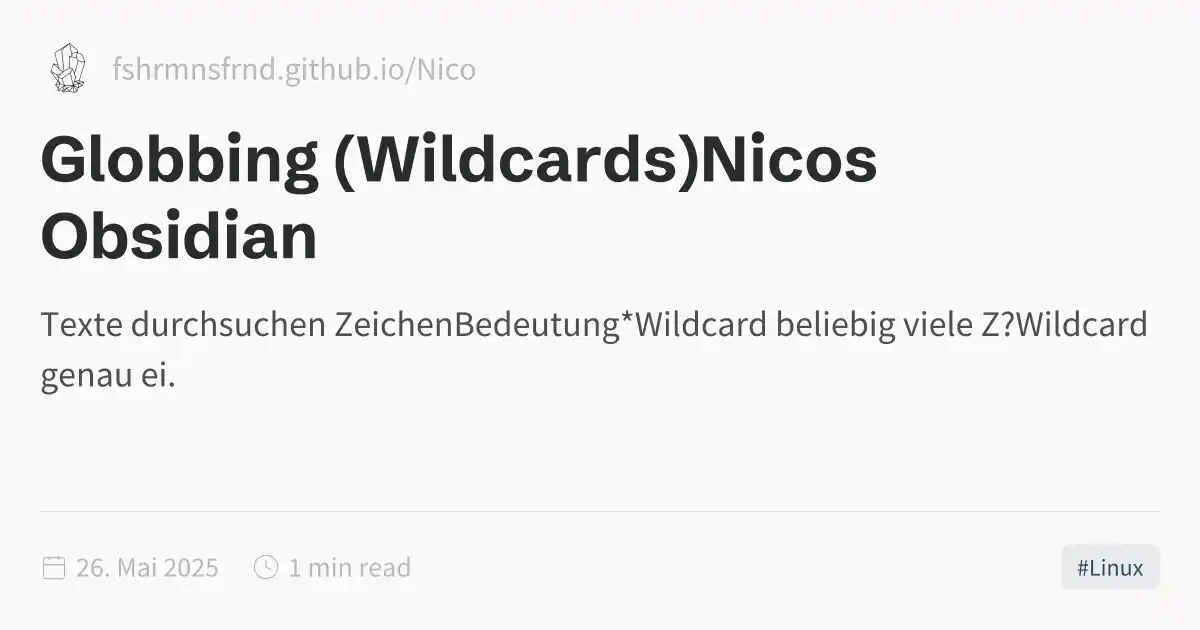 fshrmnsfrnd.github.io/Nico
Globbing (Wildcards)Nicos
Obsidian
Texte durchsuchen ZeichenBedeutung*Wildcard beliebig viele Z?Wildcard
genau ei.
26. Mai 2025 1 min read #Linux